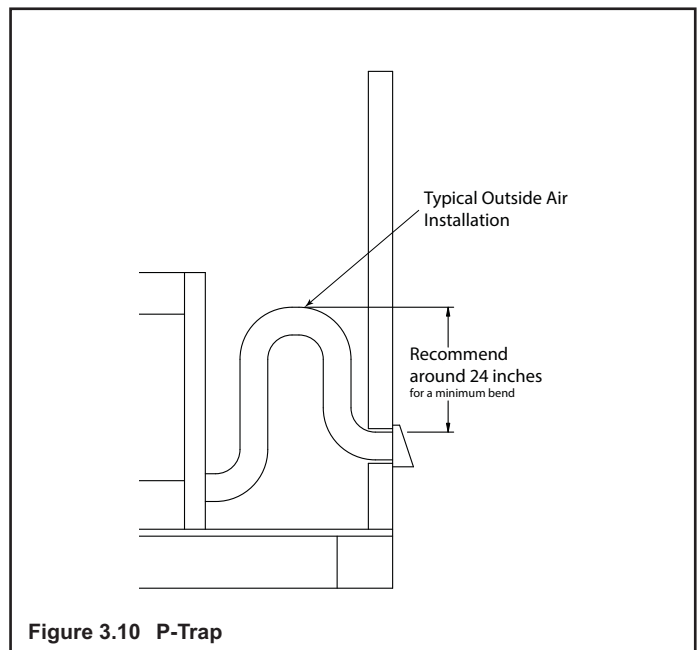 Typical Outside Air
Installation
Recommend
around 24 inches
for a minimum bend
Figure 3.10 P-Trap